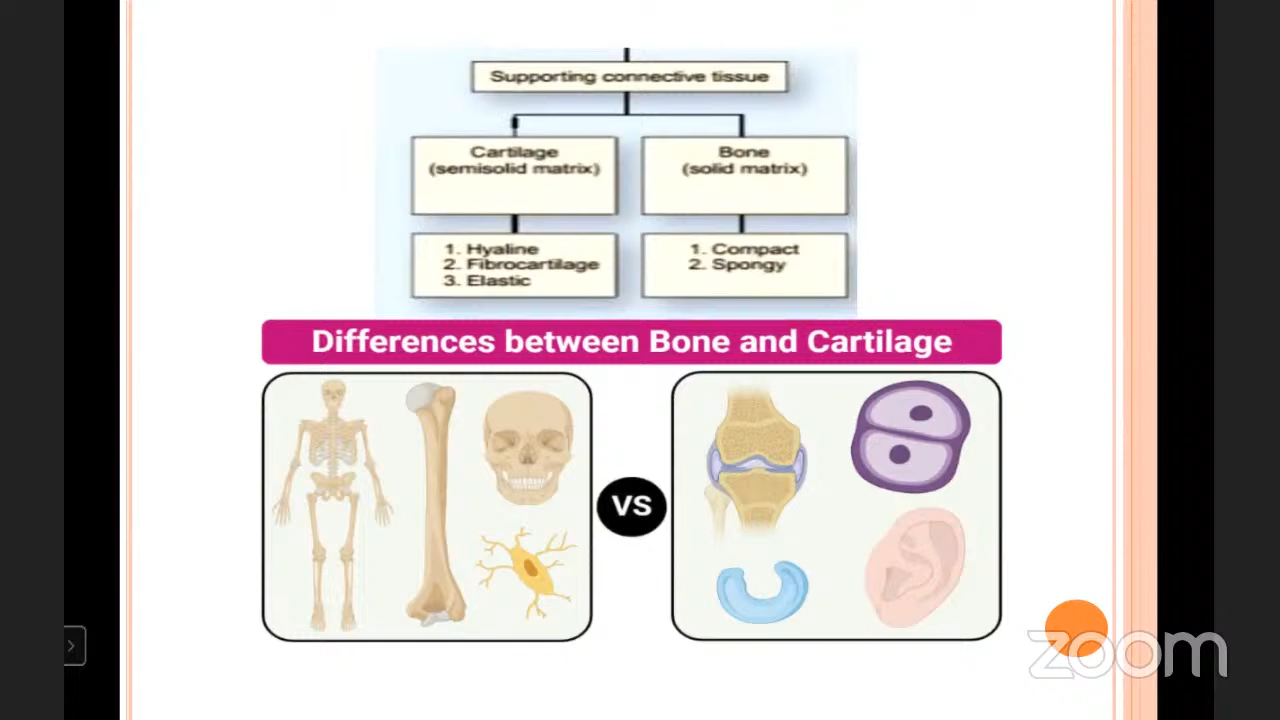 Supporting connective tissue
Cartilage
(semisolid matrix)
Bone
(solid matrix)
1. Hyaline
2. Fibrocartilage
3. Elastic
1. Compact
2. Spongy
Differences between Bone and Cartilage
VS
zoom